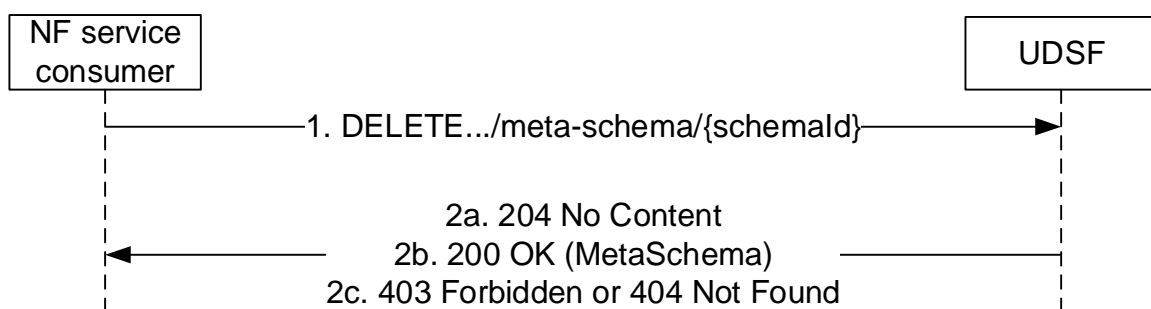 NF service
consumer
UDSF
1. DELETE.../meta-schema/{schemaId}
2a. 204 No Content
2b. 200 OK (MetaSchema)
2c. 403 Forbidden or 404 Not Found